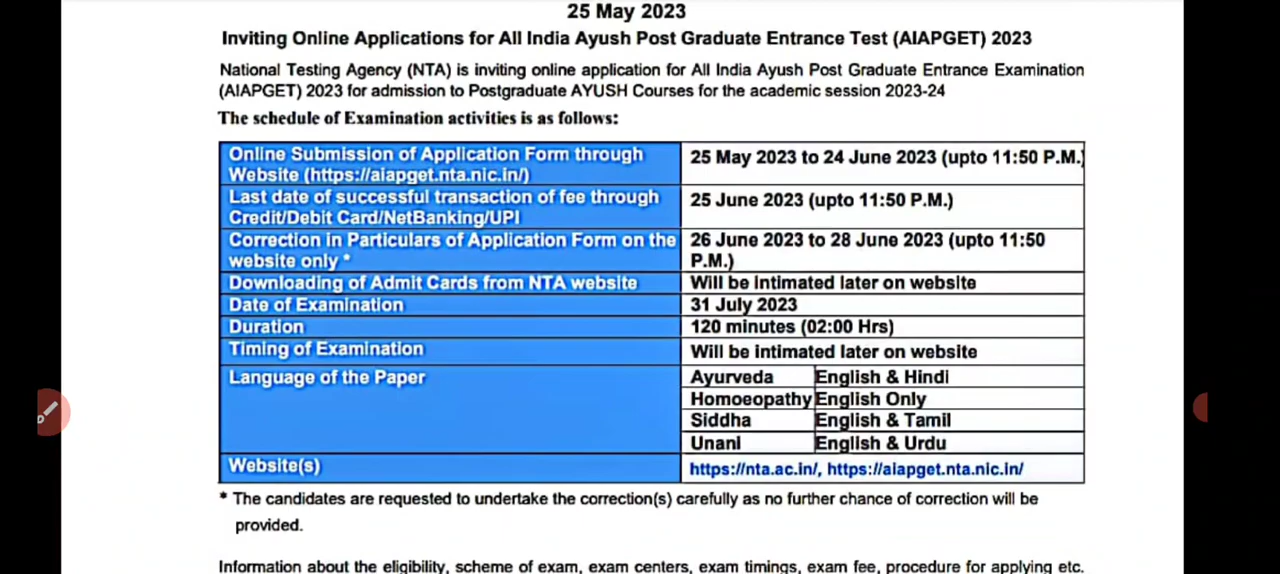 25 May 2023
Inviting Online Applications for All India Ayush Post Graduate Entrance Test (AIAPGET) 2023
National Testing Agency (NTA) is inviting online application for All India Ayush Post Graduate Entrance Examination
(AIAPGET) 2023 for admission to Postgraduate AYUSH Courses for the academic session 2023-24
The schedule of Examination activities is as follows:
Online Submission of Application Form through
Website (https://aiapget.nta.nic.in/)
25 May 2023 to 24 June 2023 (upto 11:50 P.M.)
Last date of successful transaction of fee through
Credit/Debit Card/NetBanking/UPI
25 June 2023 (upto 11:50 P.M.)
Correction in Particulars of Application Form on the
website only *
26 June 2023 to 28 June 2023 (upto 11:50
P.M.)
Downloading of Admit Cards from NTA website
Will be intimated later on website
Date of Examination
31 July 2023
Duration
120 minutes (02:00 Hrs)
Timing of Examination
Will be intimated later on website
Language of the Paper
Ayurveda English & Hindi
Homoeopathy English Only
Siddha English & Tamil
Unani English & Urdu
Website(s)
https://nta.ac.in/, https://aiapget.nta.nic.in/
* The candidates are requested to undertake the correction(s) carefully as no further chance of correction will be
provided.
Information about the eligibility, scheme of exam, exam centers, exam timings, exam fee, procedure for applying etc.